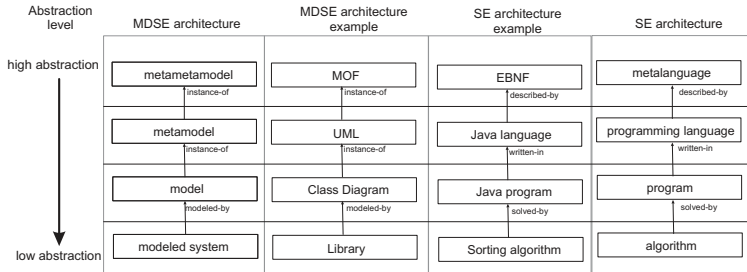 Abstraction
level
MDSE architecture
MDSE architecture
example
SE architecture
example
SE architecture
high abstraction
metametamodel
MOF
EBNF
metalanguage
instance-of
instance-of
described-by
described-by
metamodel
UML
Java language
programming language
instance-of
instance-of
written-in
written-in
model
Class Diagram
Java program
program
modeled-by
modeled-by
solved-by
solved-by
low abstraction
modeled system
Library
Sorting algorithm
algorithm